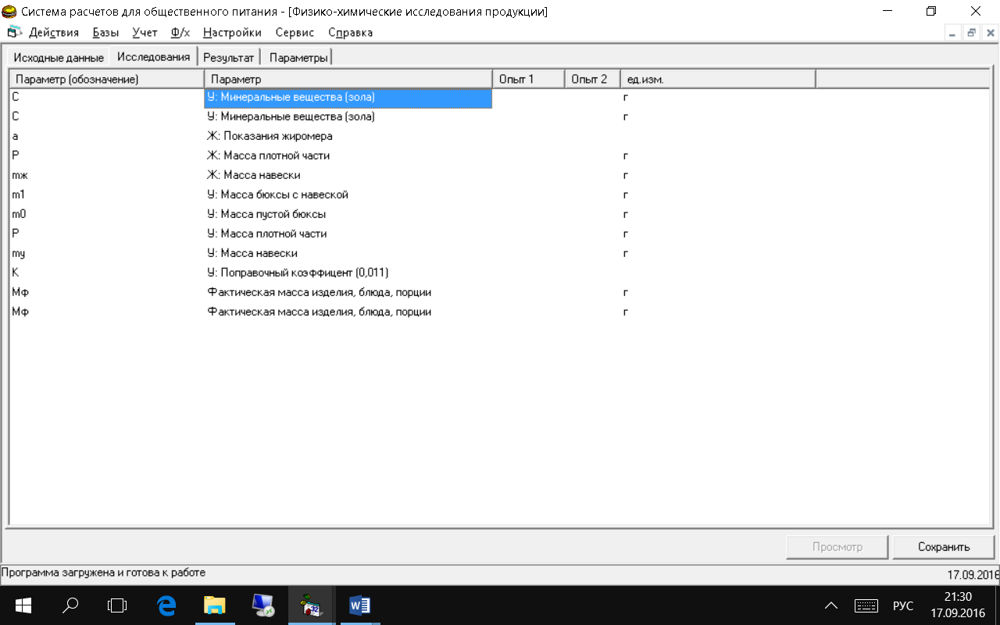 Система расчетов для общественного питания - [Физико-химические исследования продукции]
Действия Базы Учет Ф/х Настройки Сервис Справка
Исходные данные Исследования Результат Параметры
Параметр (обозначение) Параметр Опыт 1 Опыт 2 ед.изм.
С У: Минеральные вещества (зола) г
С У: Минеральные вещества (зола) г
а Ж: Показания жиромера
Р Ж: Масса плотной части г
mж Ж: Масса навески г
m1 У: Масса бюксы с навеской г
m0 У: Масса пустой бюксы г
Р У: Масса плотной части г
my У: Масса навески г
К У: Поправочный коэффицент (0,011)
Мф Фактическая масса изделия, блюда, порции г
Мф Фактическая масса изделия, блюда, порции г
Просмотр Сохранить
Программа загружена и готова к работе 17.09.2016
РУС 21:30
17.09.2016